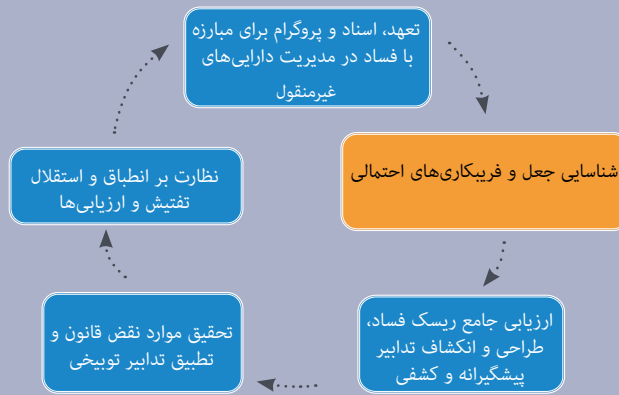 تعهد، اسناد و پروگرام برای مبارزه
با فساد در مدیریت دارایی‌های
غیرمنقول
شناسایی جعل و فریبکاری‌های احتمالی
ارزیابی جامع ریسک فساد،
طراحی و انکشاف تدابیر
پیشگیرانه و کشفی
تحقیق موارد نقض قانون و
تطبیق تدابیر توبیخی
نظارت بر انطباق و استقلال
تفتیش و ارزیابی‌ها